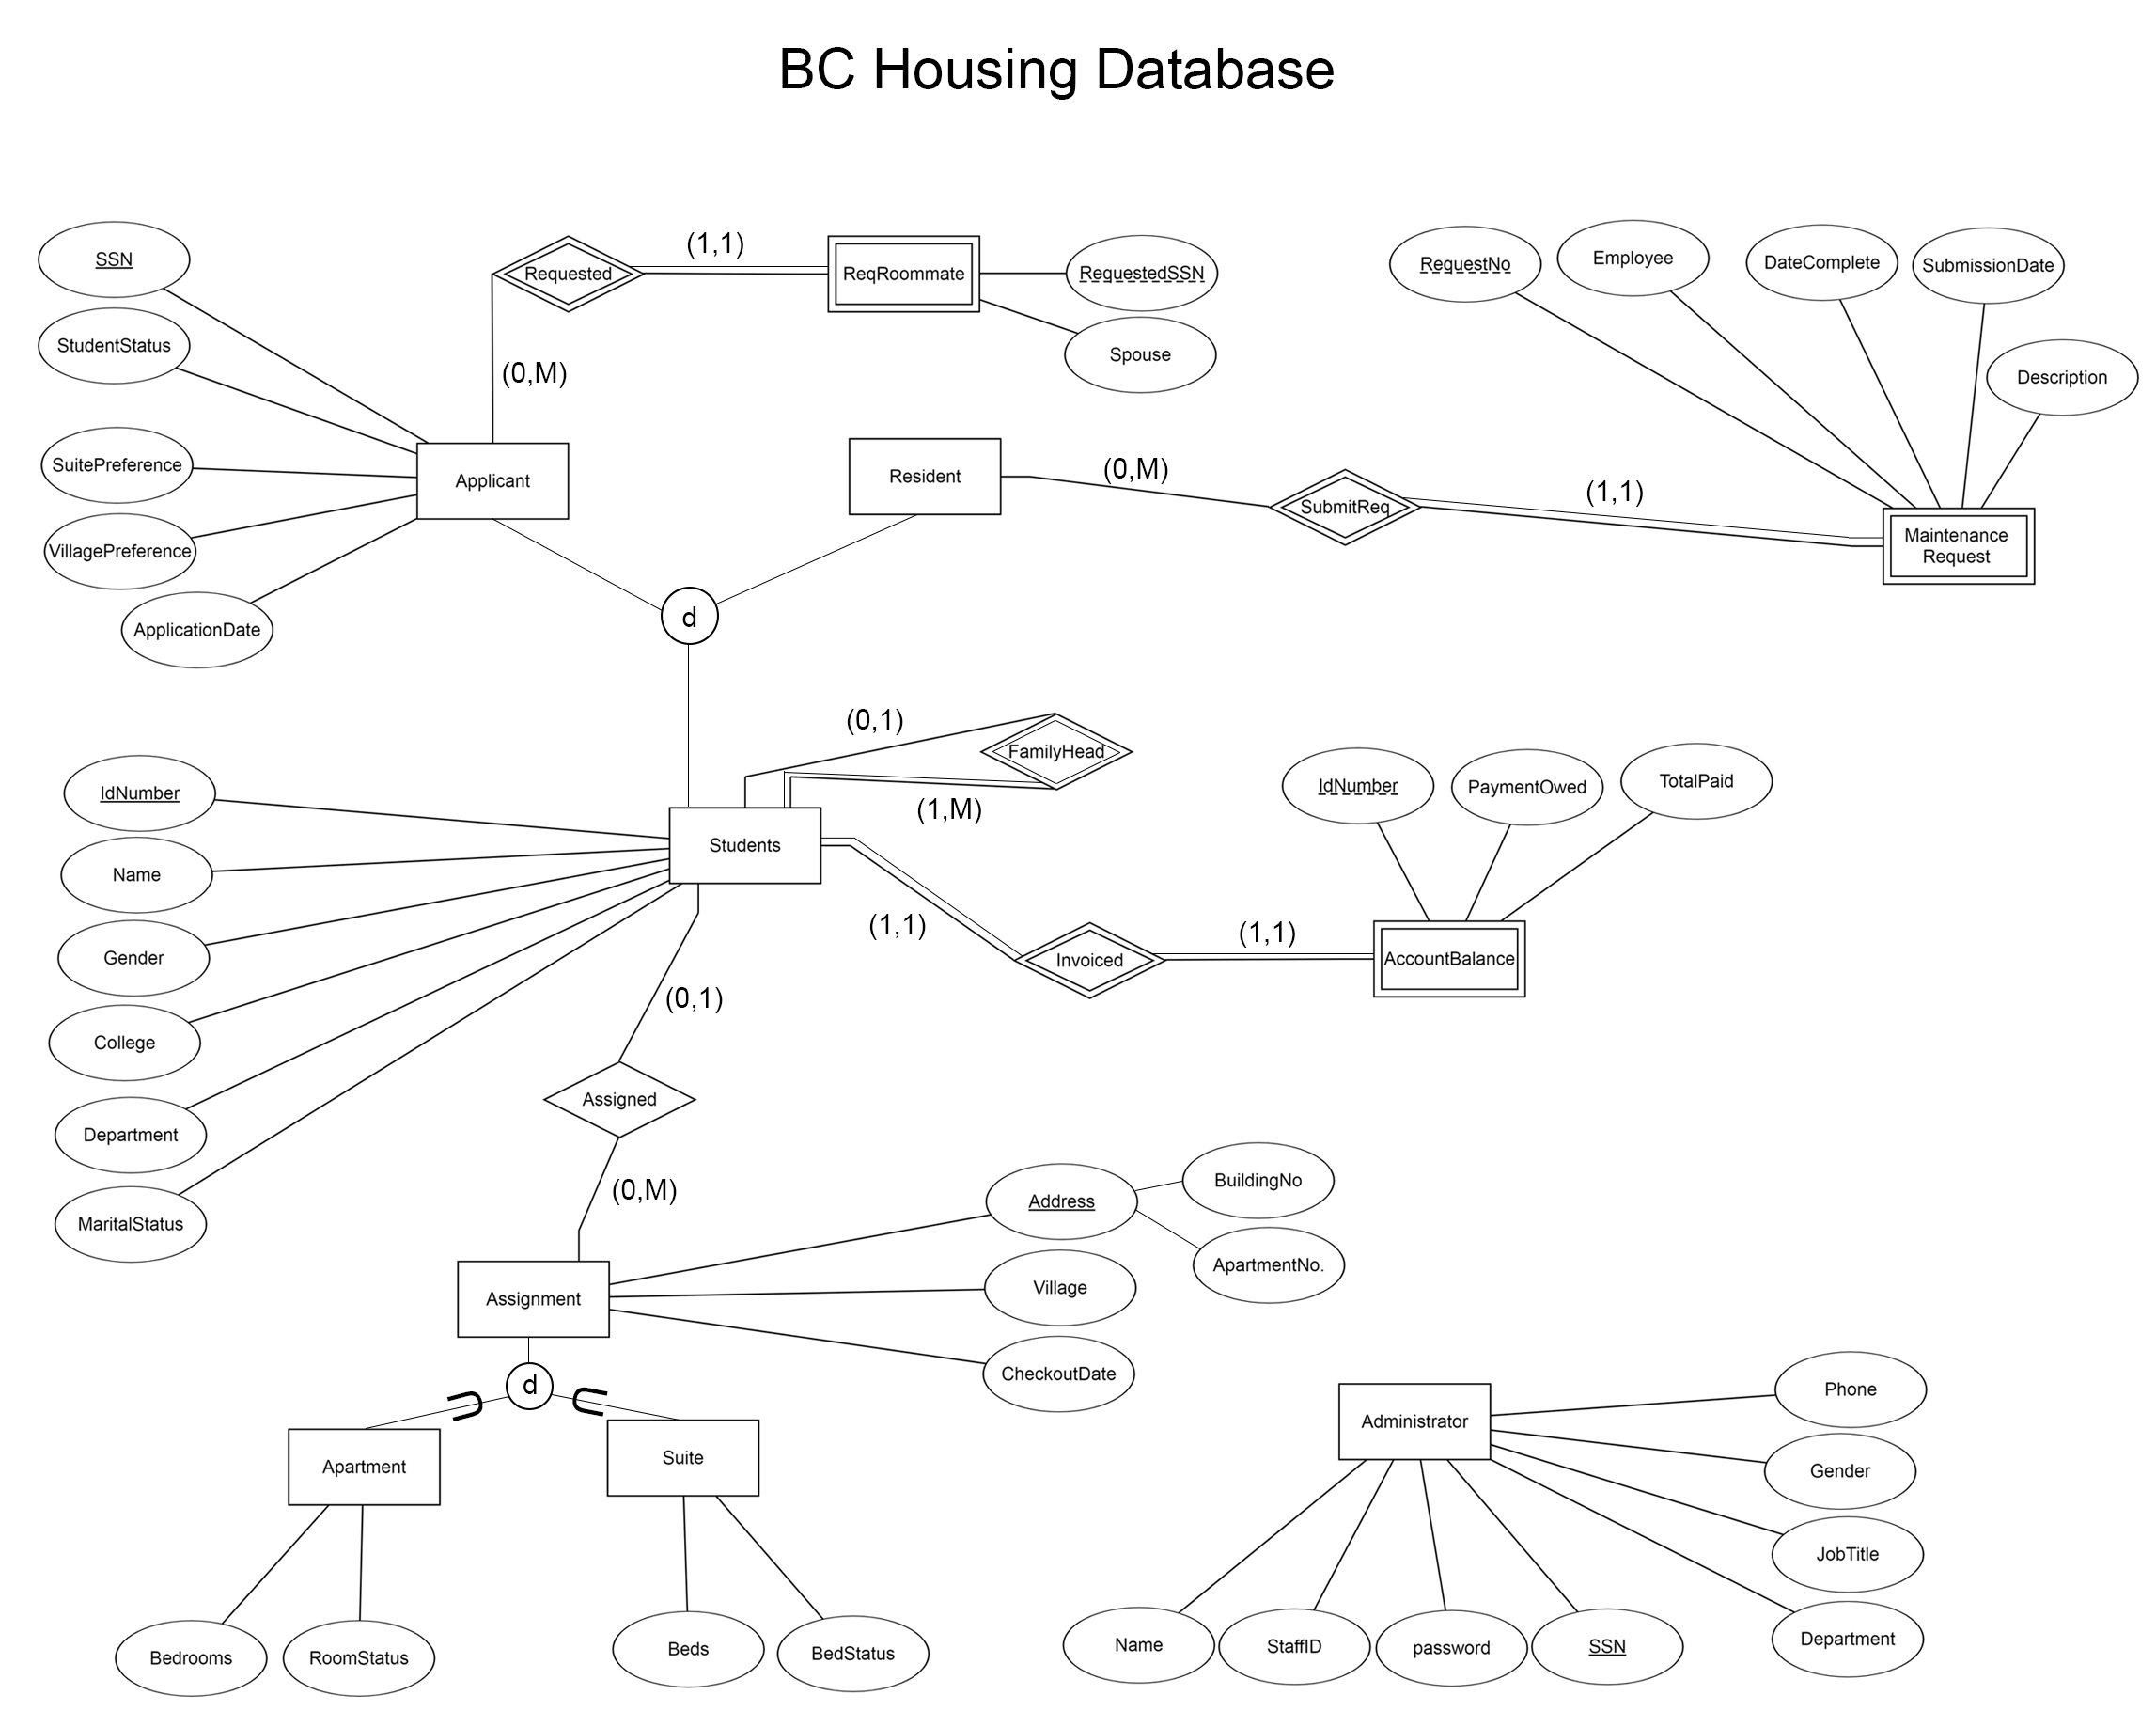 BC Housing Database
SSN
StudentStatus
SuitePreference
VillagePreference
ApplicationDate
Applicant
Requested
(1,1)
(0,M)
ReqRoommate
RequestedSSN
Spouse
Resident
(0,M)
SubmitReq
(1,1)
RequestNo
Employee
DateComplete
SubmissionDate
Description
Maintenance
Request
d
(0,1)
FamilyHead
(1,M)
IdNumber
Name
Gender
College
Department
MaritalStatus
Students
(1,1)
Invoiced
(1,1)
IdNumber
PaymentOwed
TotalPaid
AccountBalance
(0,1)
Assigned
(0,M)
Assignment
Address
BuildingNo
ApartmentNo.
Village
CheckoutDate
d
Apartment
Suite
Bedrooms
RoomStatus
Beds
BedStatus
Administrator
Phone
Gender
JobTitle
Department
Name
StaffID
password
SSN